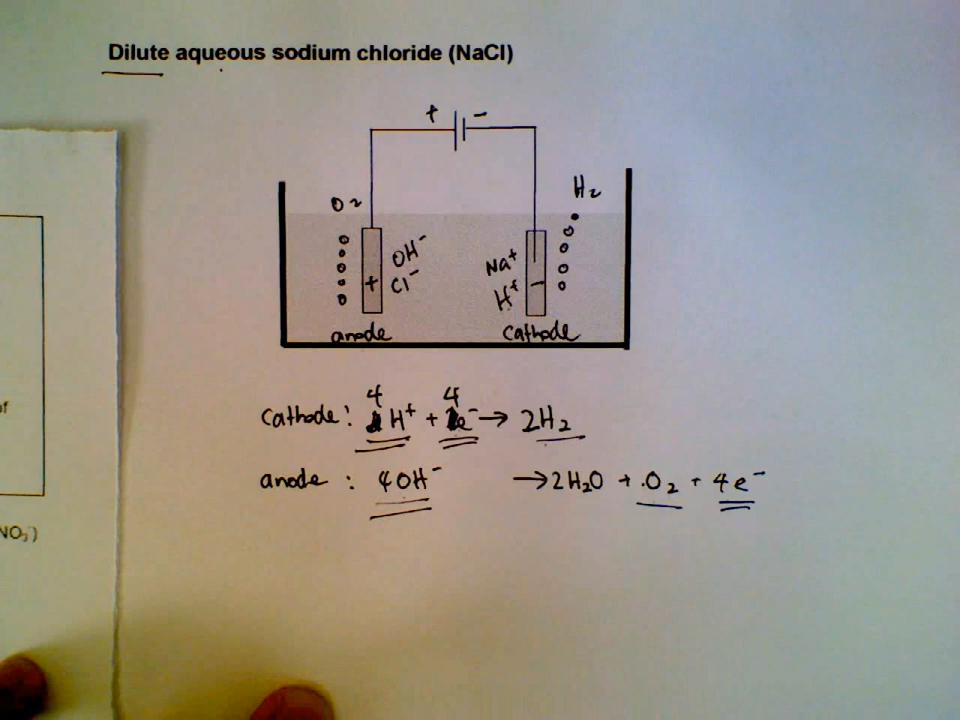 Dilute aqueous sodium chloride (NaCl)
+ -
O2
H2
OH-
Cl-
+
Na+
H+
-
anode
cathode
of
NO3-)
cathode: 4H+ + 4e- → 2H2
anode : 4OH- → 2H2O + O2 + 4e-